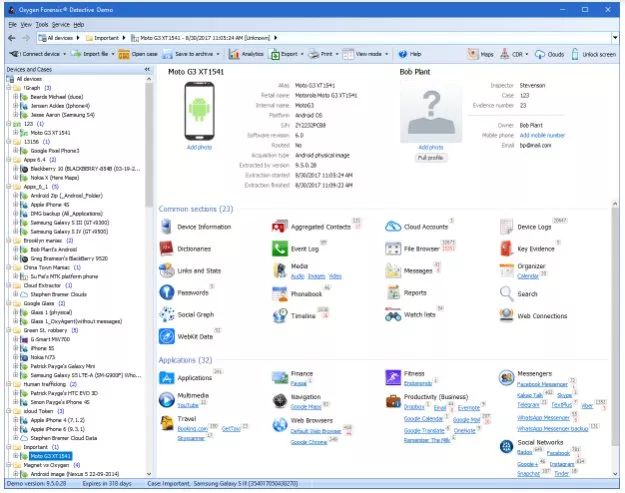 Oxygen Forensic® Detective Demo
File View Tools Service Help
All devices Important Moto G3 XT1541 - 8/30/2017 11:05:24 AM [Unknown]
Connect device Import file Open case Save to archive Analytics Export Print View mode Help Maps CDR Clouds Unlock screen
Devices and Cases
All devices
!Graph (3)
Beards Michael (duos)
Jensen Ackles (Iphone4)
Jesse Aaron (Samsung S4)
123 (1)
Moto G3 XT1541
13156 (1)
Google Pixel Phone3
Apps 6.4 (2)
Blackberry 10 (BLACKBERRY-854B (03-19-2...
Nokia X (Here Maps)
Apps_6_1 (5)
Android Zip (_Android_Folder)
Apple iPhone 4S
DMG backup (All_Applications)
Samsung Galaxy S III (GT-I9300)
Samsung Galaxy S IV (GT-I9500)
Brooklyn maniac (2)
Bob Plant's Android
Greg Bramson's BlackBerry 9520
China Town Maniac (1)
Su Pei's MTK platform phone
Cloud Extractor (1)
Stephen Bremer Clouds
Google Glass (2)
Glass 1 (physical)
Glass 1_OxyAgent(without messages)
Green St. robbery (5)
G-Smart MW700
iPhone 5S
Nokia N73
Patrick Payge's Galaxy Mini
Samsung Galaxy S5 LTE-A (SM-G900F) Who...
Human trafficking (2)
Patrick Payge's HTC EVO 3D
Simon Payge's iPhone 4S
icloud Token (3)
Apple iPhone 6 (7.1.2)
Apple iPhone 6 (9.3.1)
Stephen Bremer Cloud Data
Important (1)
Moto G3 XT1541
Magnet vs Oxygen (1)
Android image (Nexus 5 22-09-2014)
Moto G3 XT1541
Add photo
Alias Moto G3 XT1541
Retail name Motorola Moto G3 XT1541
Internal name MotoG3
Platform Android OS
S/N ZY2232PCB8
Software revision 6.0
Rooted No
Acquisition type Android physical image
Extracted by version 9.5.0.28
Extraction started 8/30/2017 11:05:24 AM
Extraction finished 8/30/2017 11:09:23 AM
Bob Plant
Add photo
Full profile
Inspector Stevenson
Case 123
Evidence number 23
Owner Bob Plant
Mobile phone Add mobile number
Email bp@mail.com
Common sections (23)
Device Information Aggregated Contacts Cloud Accounts Device Logs
Dictionaries Event Log File Browser Key Evidence
Links and Stats Media Messages Organizer
Audio Images Video Calendar
Passwords Phonebook Reports Search
Social Graph Timeline Watch lists Web Connections
WebKit Data
Applications (32)
Applications Finance Fitness Messengers
Paypal Endomondo Facebook Messenger
Kakao Talk Skype
Telegram TextPlus Viber
WhatsApp Messenger
WhatsApp Messenger backup
Multimedia Navigation Productivity (Business)
YouTube Google Maps Dropbox Email Evernote
Google Calendar Google Mail
Google Translate OneNote
Remember The Milk
Travel Web Browsers Social Networks
Booking.com GetTaxi Default Web Browser Badoo Facebook
Skyscanner Google Chrome Google+ Instagram
Snapchat Tinder
Version: 9.5.0.28 Expires in 318 days Case: Important, Samsung Galaxy S II [354017050430270]